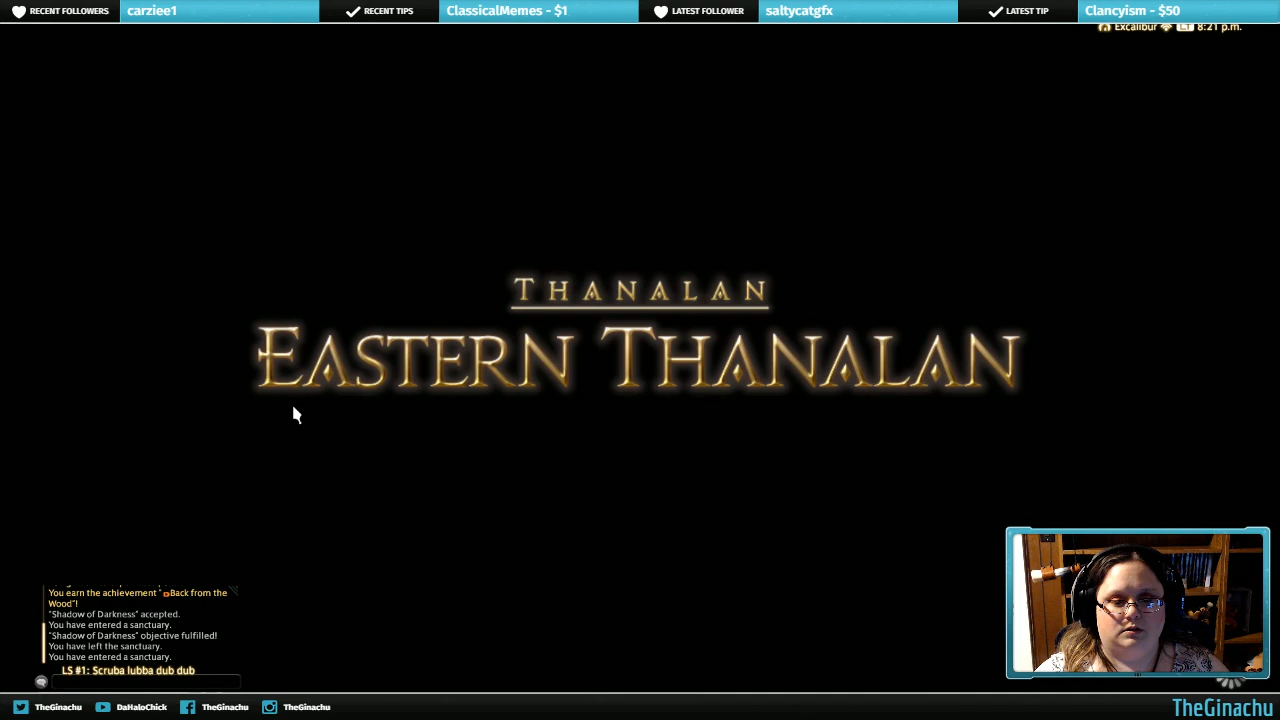 RECENT FOLLOWERS carziee1 RECENT TIPS ClassicalMemes - $1 LATEST FOLLOWER saltycatgfx LATEST TIP Clancyism - $50
Excalibur LT 8:21 p.m.
THANALAN
EASTERN THANALAN
You earn the achievement "Back from the
Wood"!
"Shadow of Darkness" accepted.
You have entered a sanctuary.
"Shadow of Darkness" objective fulfilled!
You have left the sanctuary.
You have entered a sanctuary.
LS #1: Scruba lubba dub dub
TheGinachu DaHaloChick TheGinachu TheGinachu TheGinachu